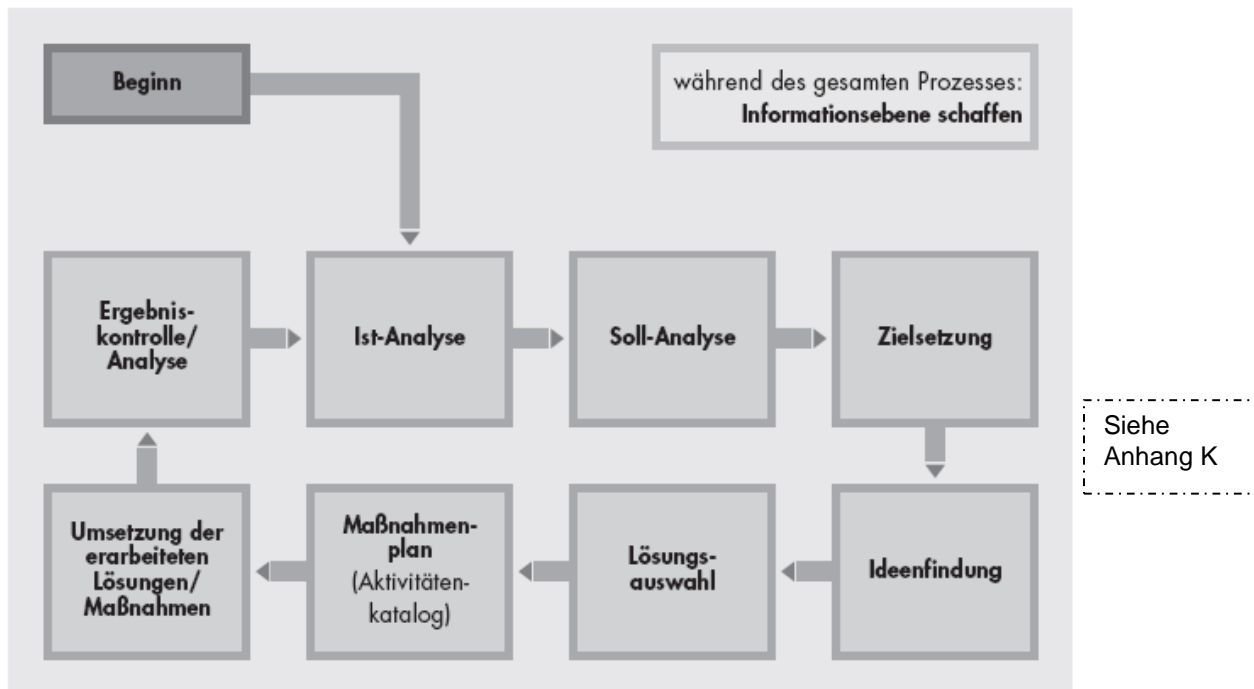 Beginn
während des gesamten Prozesses:
Informationsebene schaffen
Ergebnis-
kontrolle/
Analyse
Ist-Analyse
Soll-Analyse
Zielsetzung
Siehe
Anhang K
Umsetzung der
erarbeiteten
Lösungen/
Maßnahmen
Maßnahmen-
plan
(Aktivitäten-
katalog)
Lösungs-
auswahl
Ideenfindung